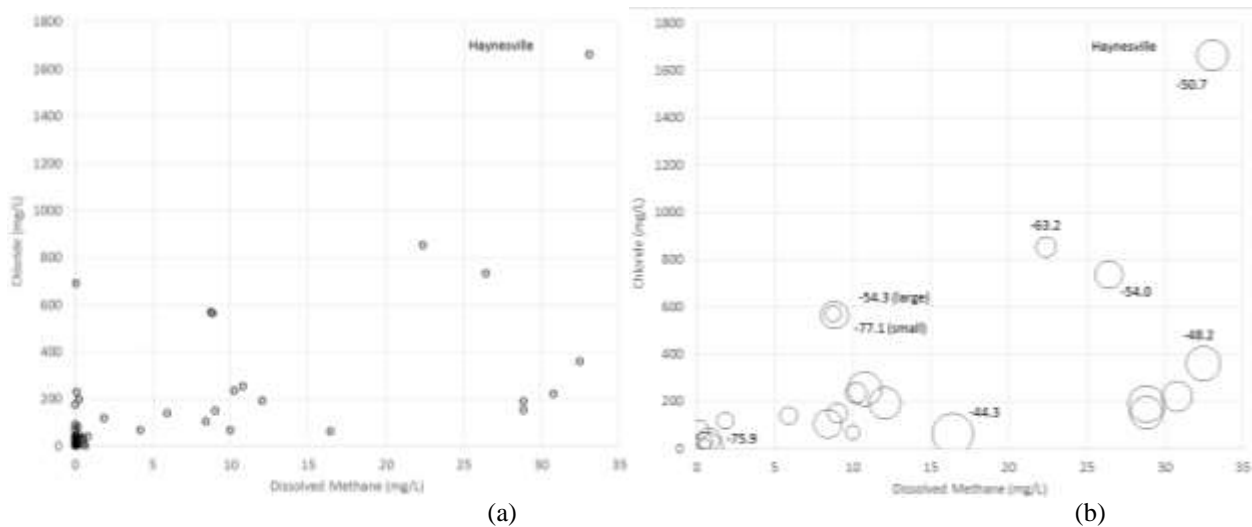 1800
1600
1400
1200
1000
800
600
400
200
0
Chloride (mg/L)
Haynesville
0 5 10 15 20 25 30 35
Dissolved Methane (mg/L)
(a)
1800
1600
1400
1200
1000
800
600
400
200
0
Chloride (mg/L)
Haynesville
-50.7
-63.2
-54.0
-54.3 (large)
-77.1 (small)
-48.2
-44.3
-75.9
0 5 10 15 20 25 30 35
Dissolved Methane (mg/L)
(b)